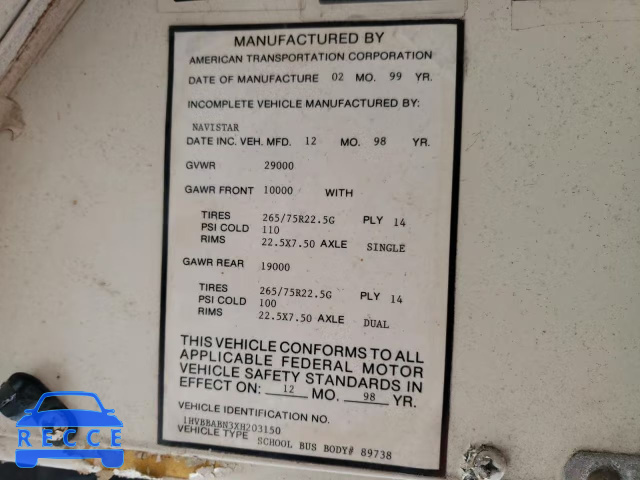 MANUFACTURED BY
AMERICAN TRANSPORTATION CORPORATION
DATE OF MANUFACTURE 02 MO. 99 YR.
INCOMPLETE VEHICLE MANUFACTURED BY:
NAVISTAR
DATE INC. VEH. MFD. 12 MO. 98 YR.
GVWR 29000
GAWR FRONT 10000 WITH
TIRES 265/75R22.5G PLY 14
PSI COLD 110
RIMS 22.5X7.50 AXLE SINGLE
GAWR REAR 19000
TIRES 265/75R22.5G PLY 14
PSI COLD 100
RIMS 22.5X7.50 AXLE DUAL
THIS VEHICLE CONFORMS TO ALL
APPLICABLE FEDERAL MOTOR
VEHICLE SAFETY STANDARDS IN
EFFECT ON: 12 MO. 98 YR.
VEHICLE IDENTIFICATION NO.
1HVBBABN3XH203150
VEHICLE TYPE SCHOOL BUS BODY# 89738
RECCE